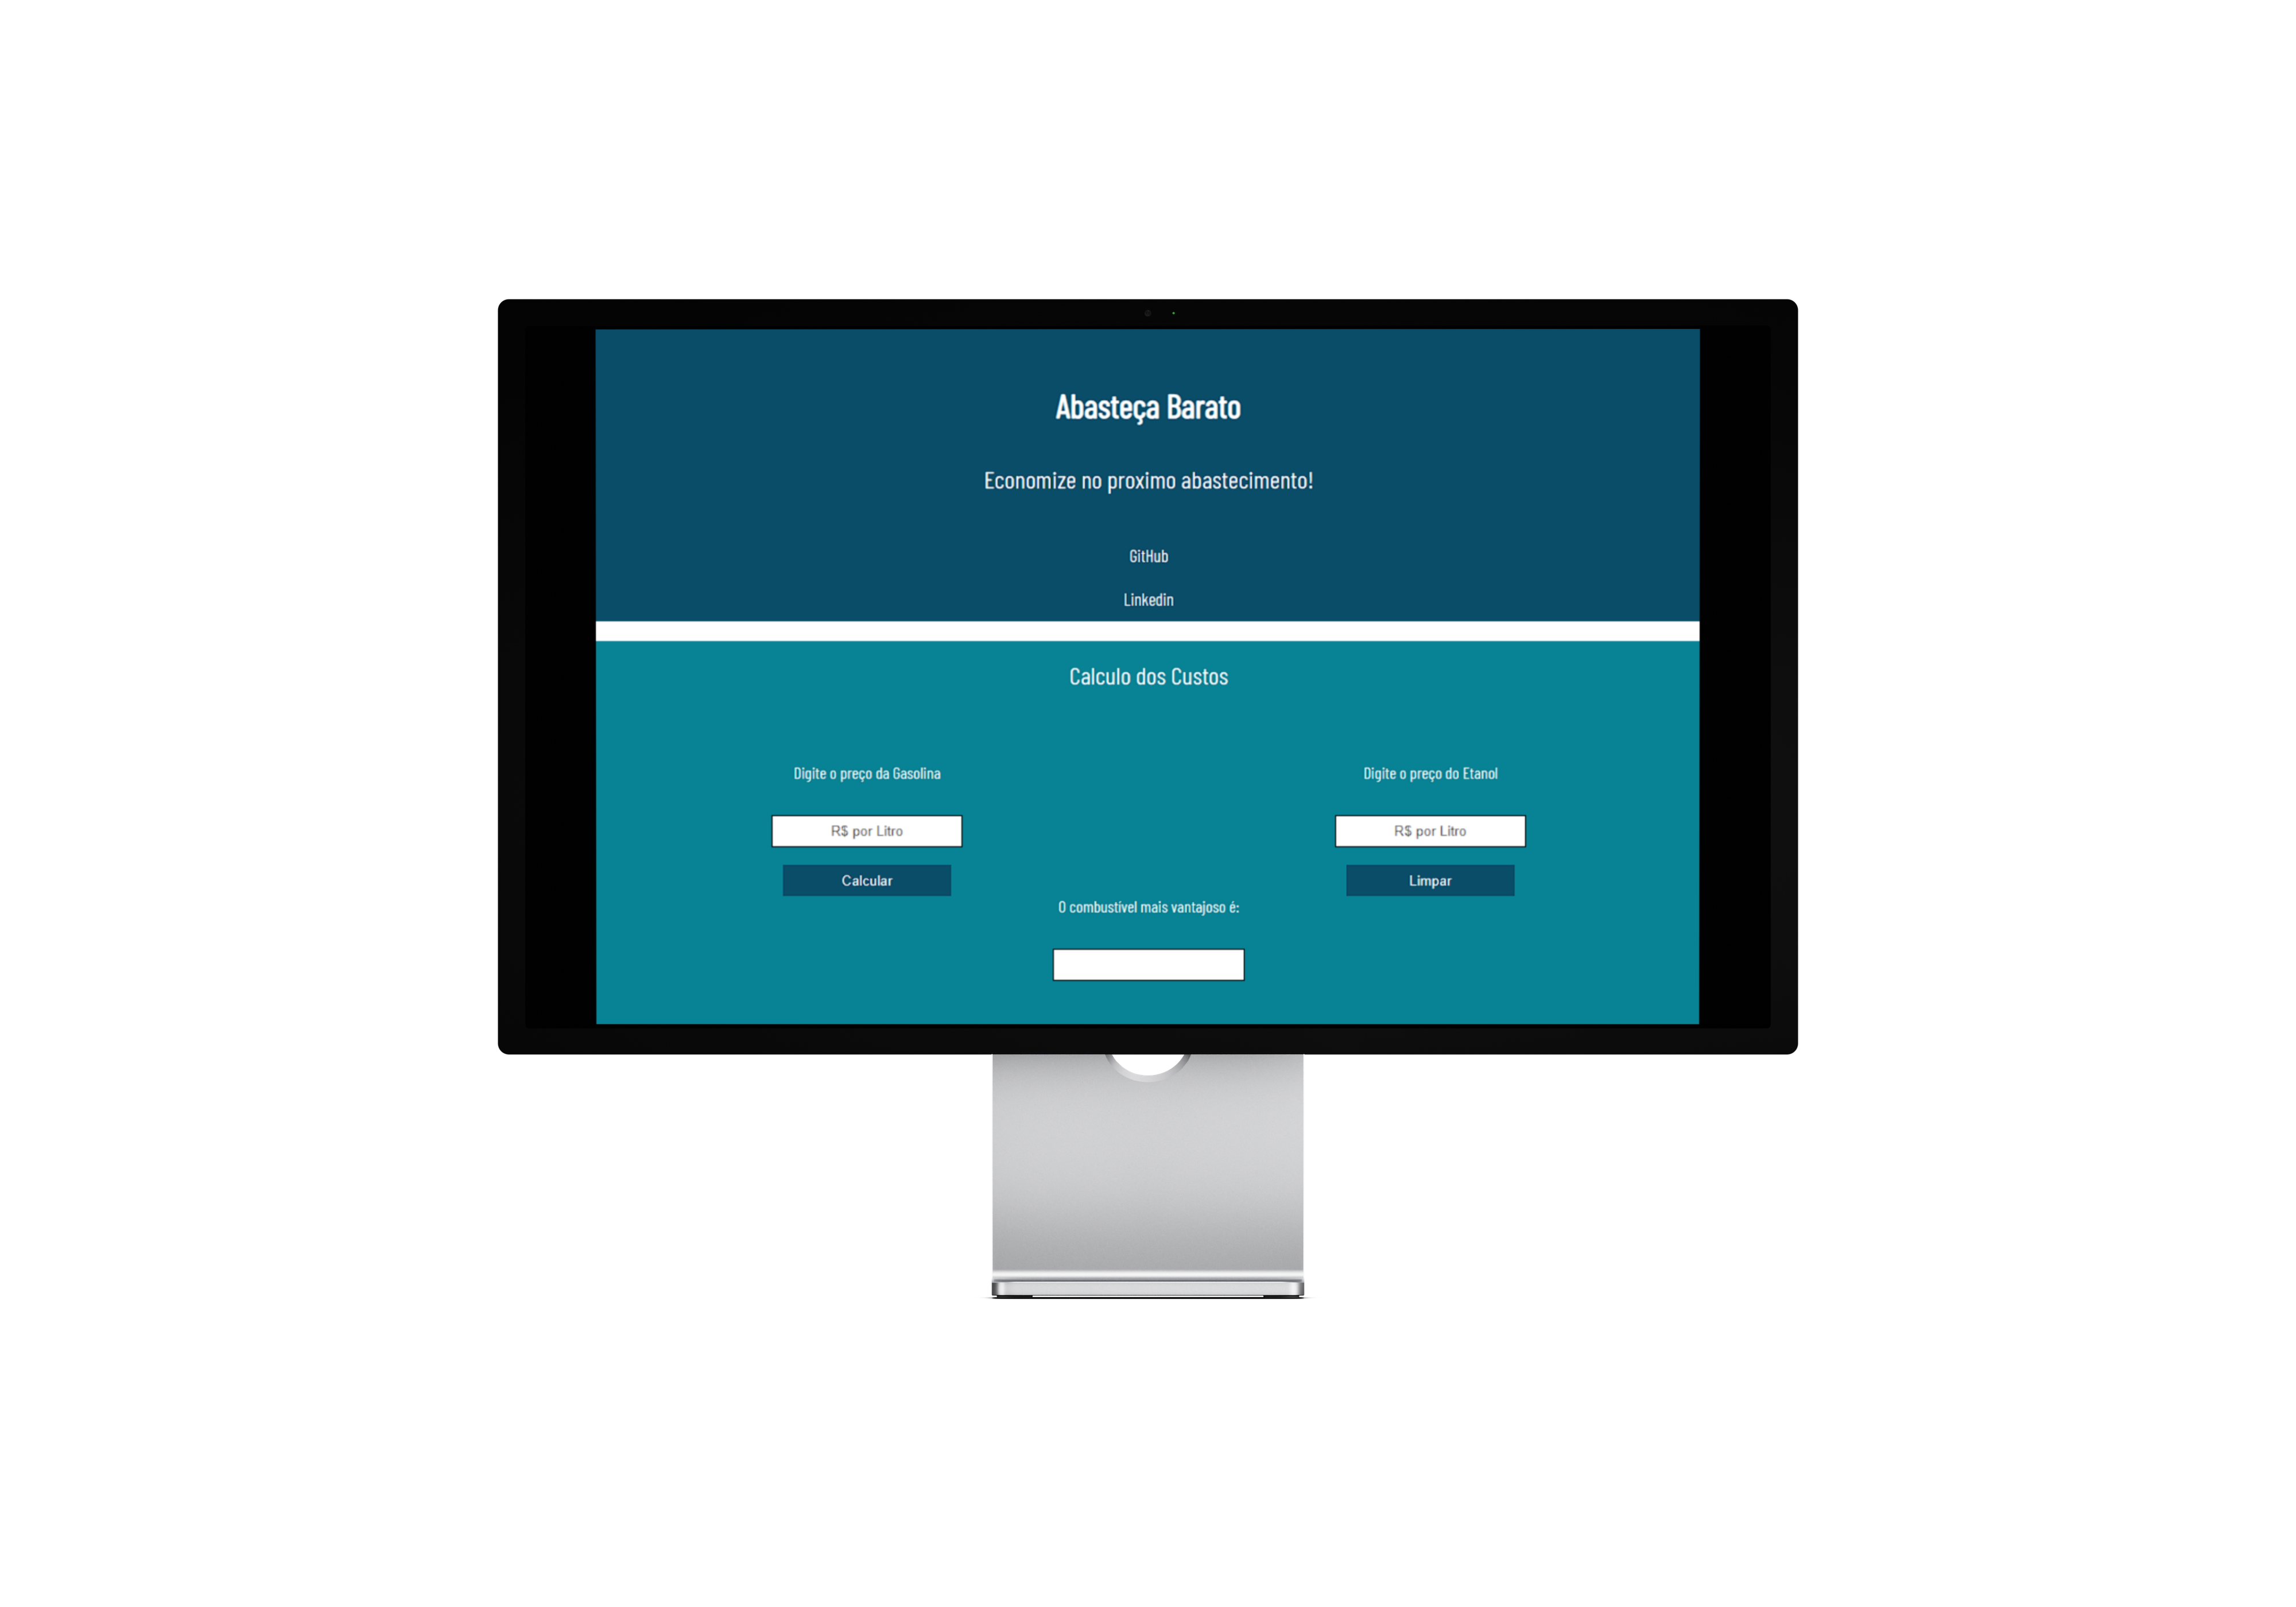 Abasteça Barato
Economize no proximo abastecimento!
GitHub
Linkedin
Calculo dos Custos
Digite o preço da Gasolina
R$ por Litro
Calcular
Digite o preço do Etanol
R$ por Litro
Limpar
O combustível mais vantajoso é: